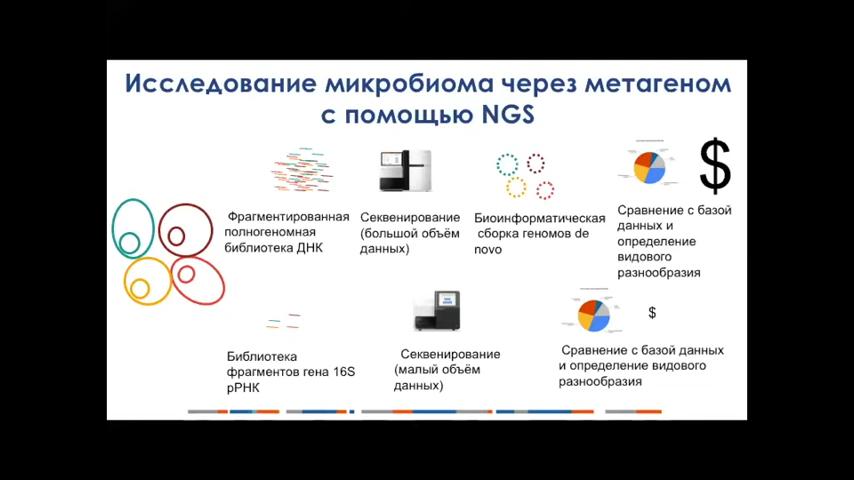 Исследование микробиома через метагеном
с помощью NGS
$
Фрагментированная
полногеномная
библиотека ДНК
Секвенирование
(большой объём
данных)
Биоинформатическая
сборка геномов de
novo
Сравнение с базой
данных и
определение
видового
разнообразия
$
Библиотека
фрагментов гена 16S
рРНК
Секвенирование
(малый объём
данных)
Сравнение с базой данных
и определение видового
разнообразия